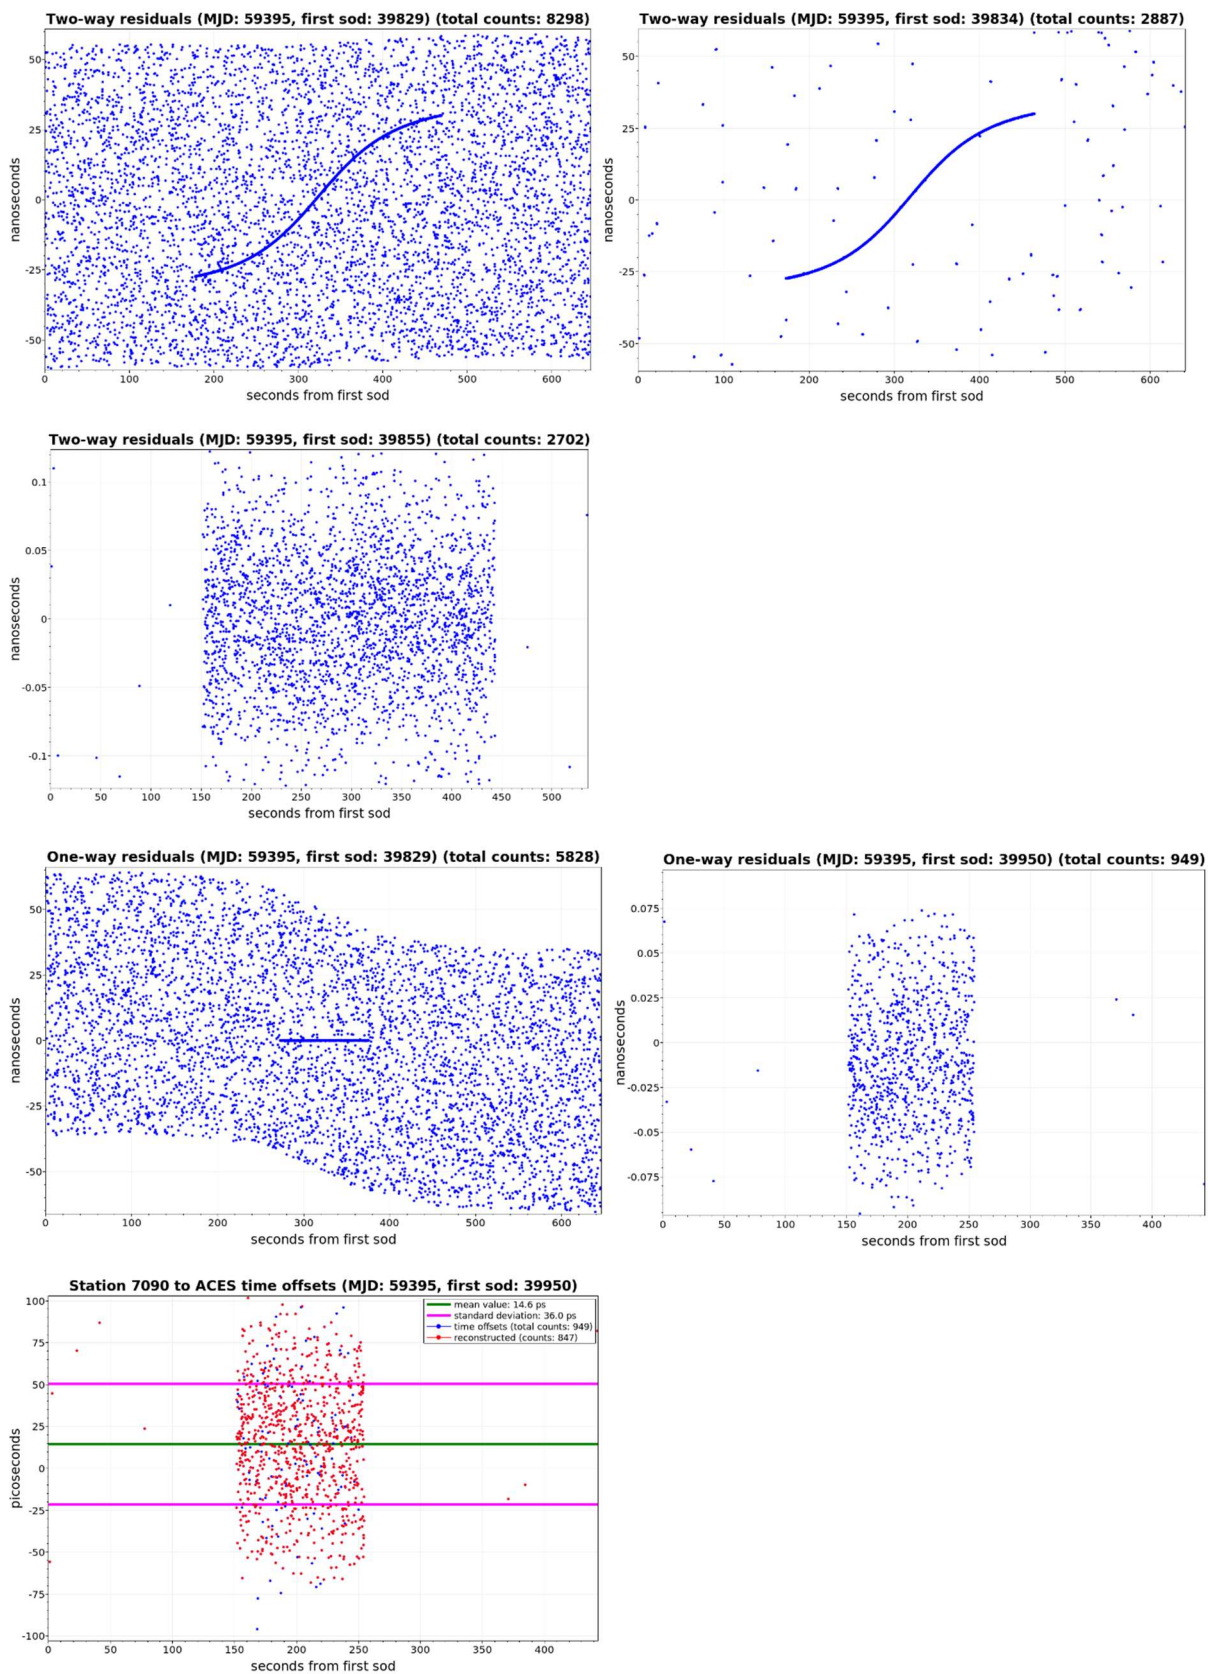 Two-way residuals (MJD: 59395, first sod: 39829) (total counts: 8298)
nanoseconds
50
25
0
-25
-50
0 100 200 300 400 500 600
seconds from first sod
Two-way residuals (MJD: 59395, first sod: 39834) (total counts: 2887)
nanoseconds
50
25
0
-25
-50
0 100 200 300 400 500 600
seconds from first sod
Two-way residuals (MJD: 59395, first sod: 39855) (total counts: 2702)
nanoseconds
0.1
0.05
0
-0.05
-0.1
0 50 100 150 200 250 300 350 400 450 500
seconds from first sod
One-way residuals (MJD: 59395, first sod: 39829) (total counts: 5828)
nanoseconds
50
25
0
-25
-50
0 100 200 300 400 500 600
seconds from first sod
One-way residuals (MJD: 59395, first sod: 39950) (total counts: 949)
nanoseconds
0.075
0.05
0.025
0
-0.025
-0.05
-0.075
0 50 100 150 200 250 300 350 400
seconds from first sod
Station 7090 to ACES time offsets (MJD: 59395, first sod: 39950)
mean value: 14.6 ps
standard deviation: 36.0 ps
time offsets (total counts: 949)
reconstructed (counts: 847)
picoseconds
100
75
50
25
0
-25
-50
-75
-100
0 50 100 150 200 250 300 350 400
seconds from first sod